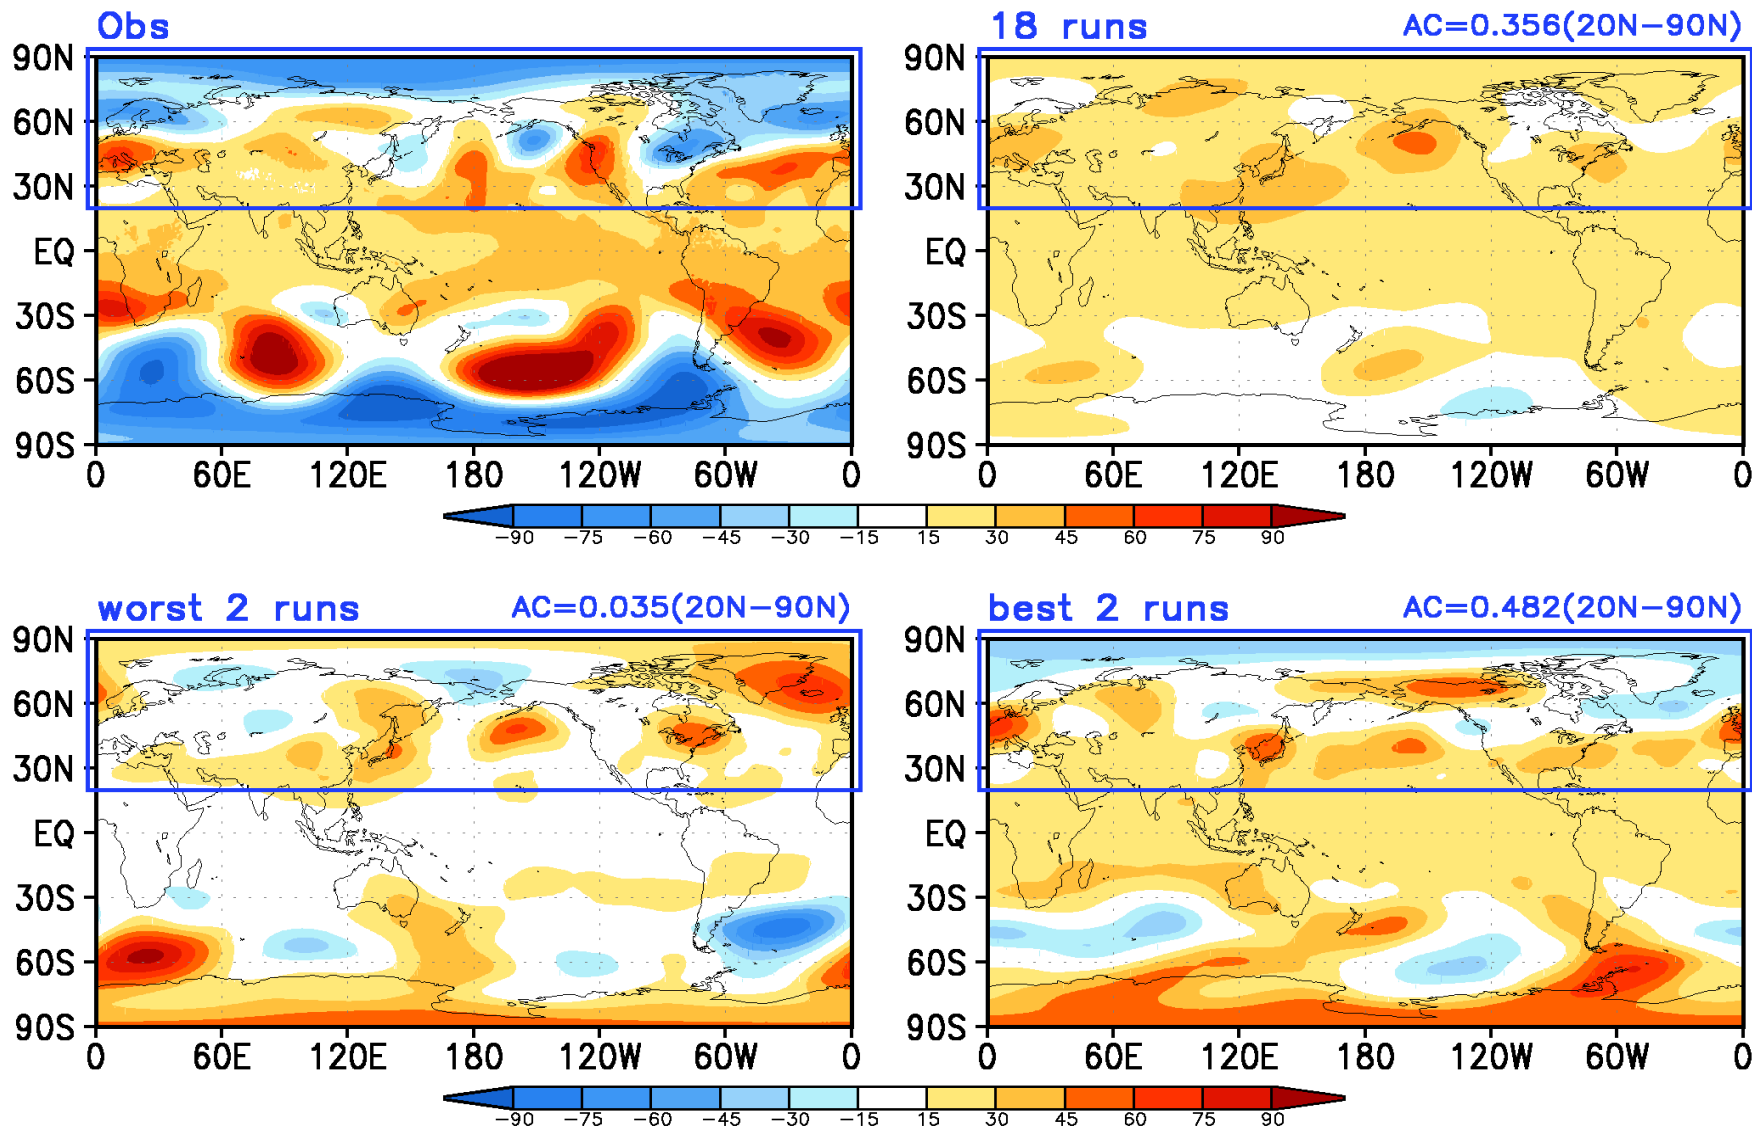 Obs
18 runs AC=0.356(20N−90N)
90N 90N
60N 60N
30N 30N
EQ EQ
30S 30S
60S 60S
90S 90S
0 60E 120E 180 120W 60W 0 0 60E 120E 180 120W 60W 0
−90 −75 −60 −45 −30 −15 15 30 45 60 75 90
worst 2 runs AC=0.035(20N−90N)
best 2 runs AC=0.482(20N−90N)
90N 90N
60N 60N
30N 30N
EQ EQ
30S 30S
60S 60S
90S 90S
0 60E 120E 180 120W 60W 0 0 60E 120E 180 120W 60W 0
−90 −75 −60 −45 −30 −15 15 30 45 60 75 90